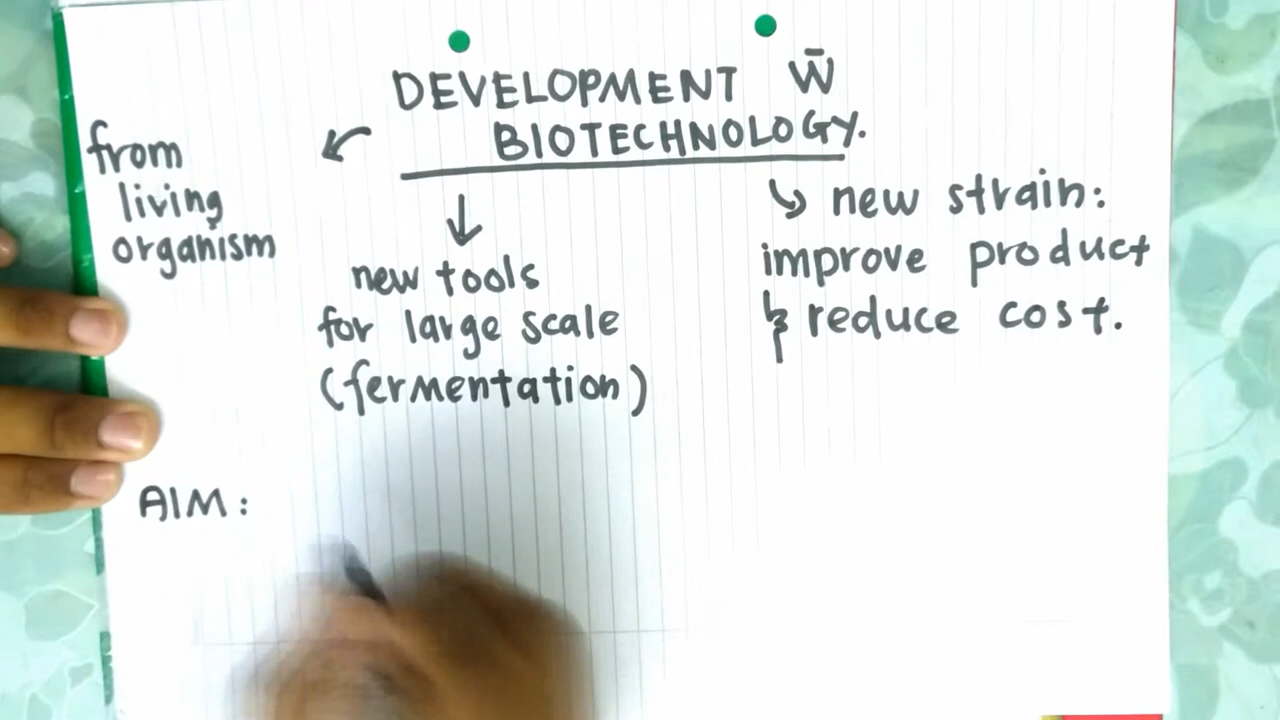 DEVELOPMENT W̄
BIOTECHNOLOGY.
from
living
organism
new tools
for large scale
(fermentation)
new strain:
improve product
& reduce cost.
AIM: